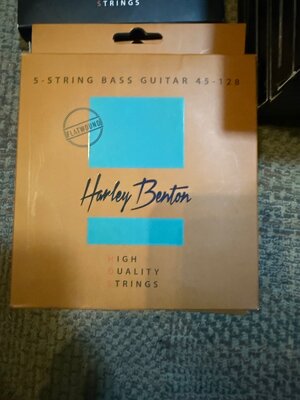 STRINGS
5-STRING BASS GUITAR 45-128
FLATWOUND
Harley Benton
HIGH
QUALITY
STRINGS